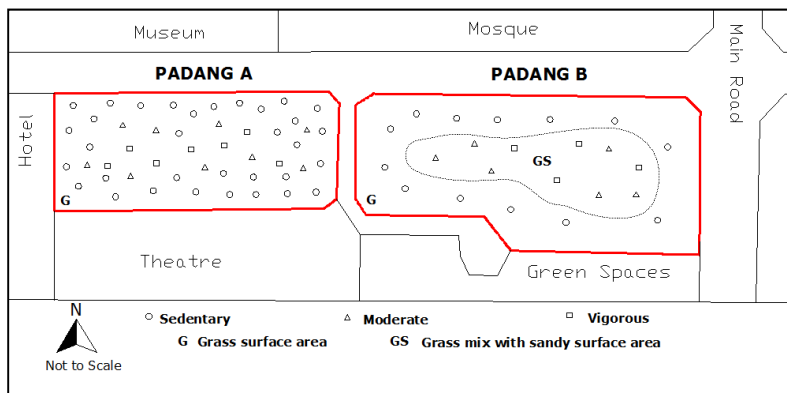 Museum
Mosque
Main Road
PADANG A
PADANG B
Hotel
GS
G
G
Theatre
Green Spaces
N
Not to Scale
Sedentary
Moderate
Vigorous
G Grass surface area
GS Grass mix with sandy surface area